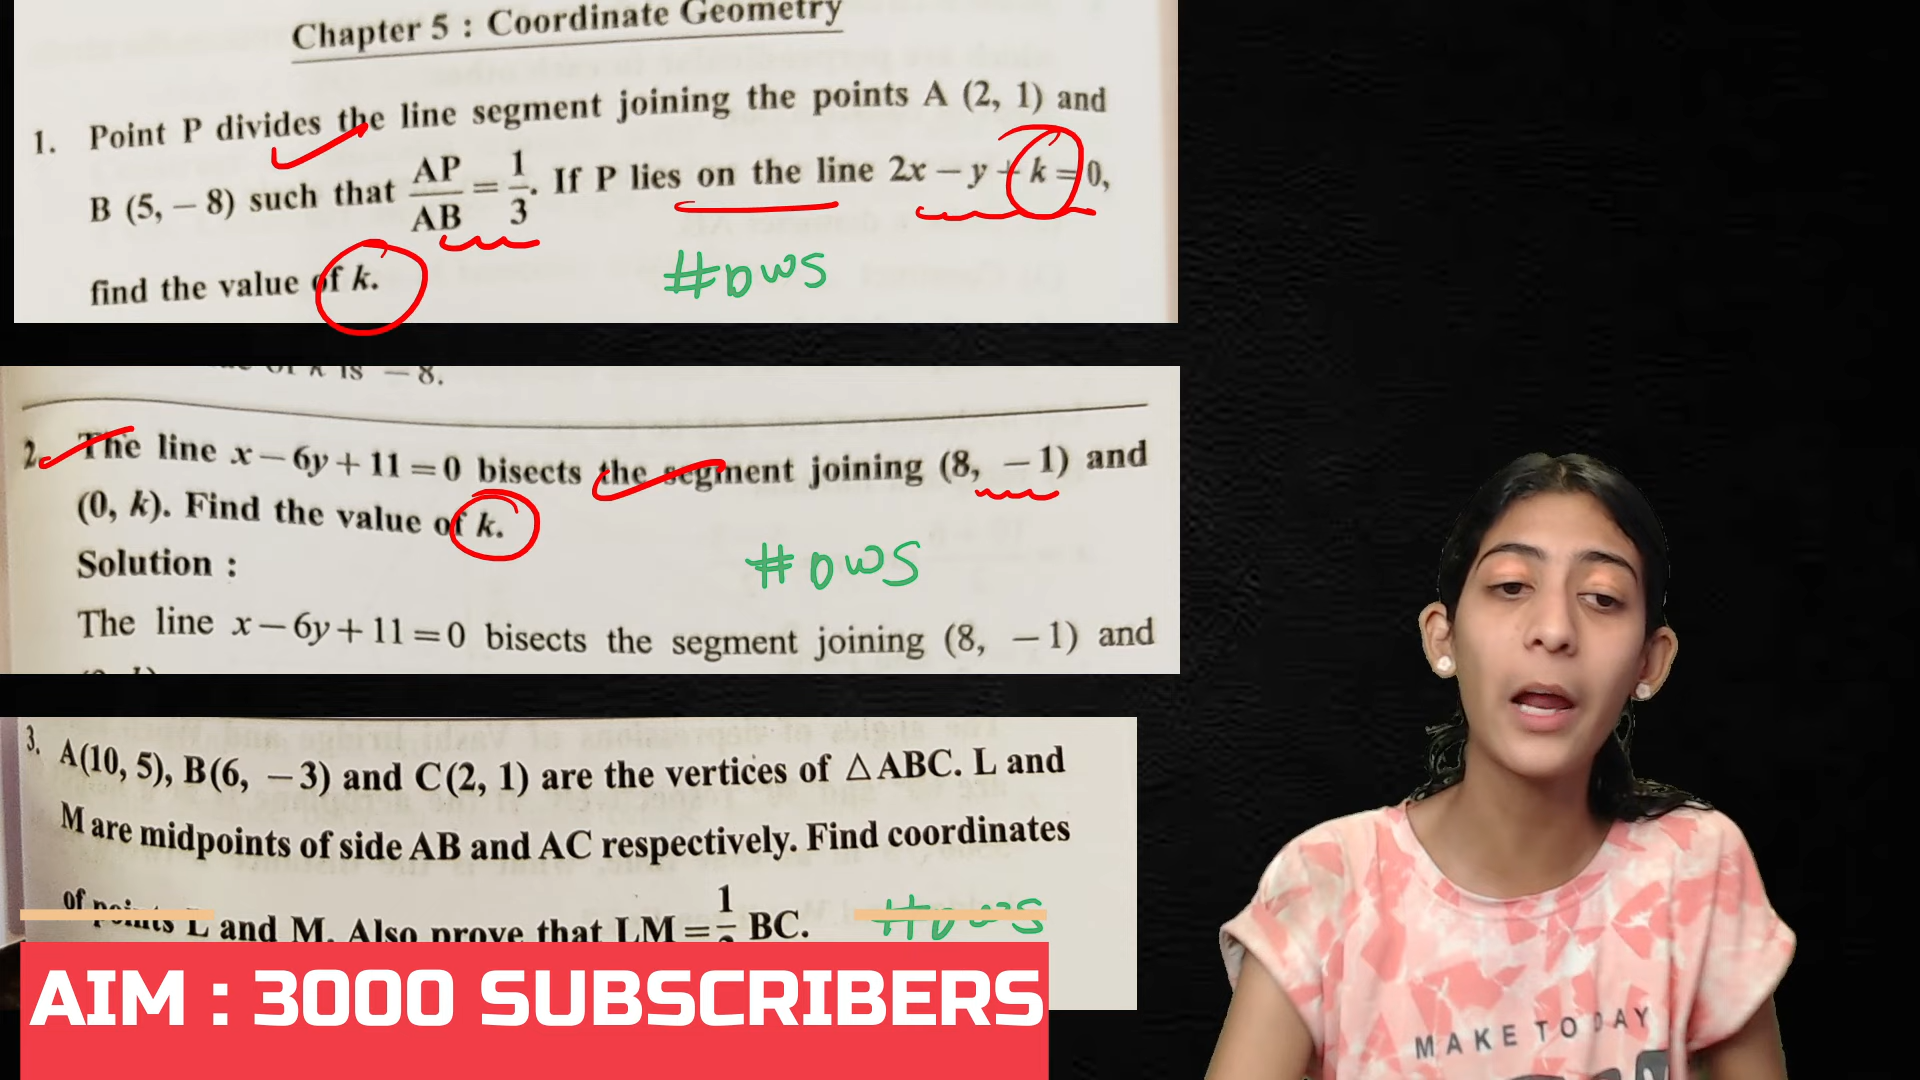 Chapter 5 : Coordinate Geometry
1. Point P divides the line segment joining the points A (2, 1) and
B (5, – 8) such that AP/AB = 1/3. If P lies on the line 2x – y + k = 0,
find the value of k.
#DWS
is – 8.
2. The line x – 6y + 11 = 0 bisects the segment joining (8, – 1) and
(0, k). Find the value of k.
Solution :
#DWS
The line x – 6y + 11 = 0 bisects the segment joining (8, – 1) and
3. A(10, 5), B(6, – 3) and C(2, 1) are the vertices of △ABC. L and
M are midpoints of side AB and AC respectively. Find coordinates
of points L and M. Also prove that LM = 1/2 BC.
#DWS
AIM : 3000 SUBSCRIBERS
MAKE TODAY